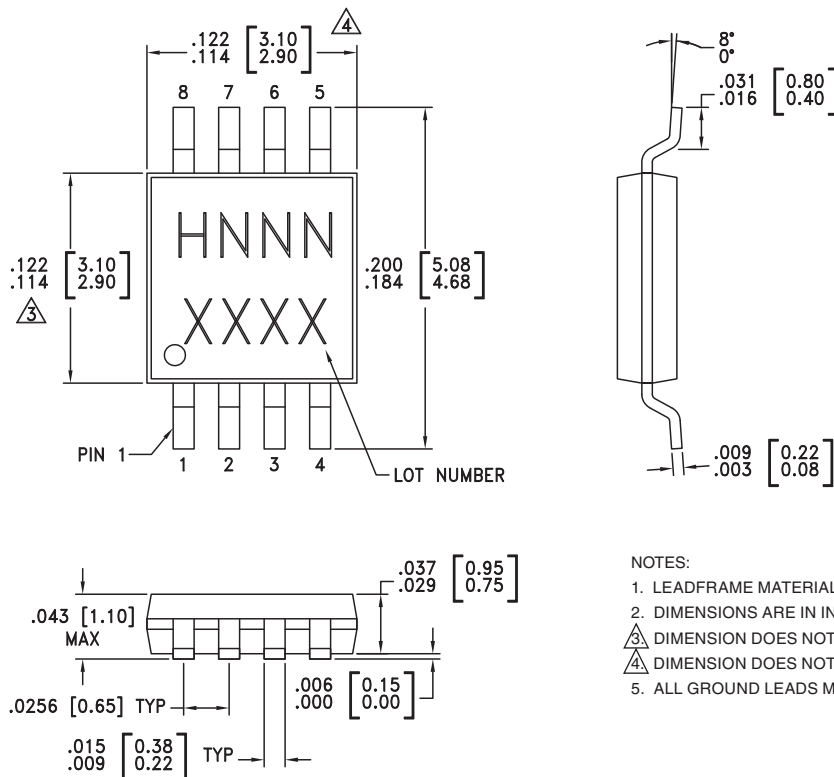 .122 [3.10]
.114 [2.90]
4
8 7 6 5
HNNN
XXXX
.122 [3.10]
.114 [2.90]
3
.200 [5.08]
.184 [4.68]
PIN 1
1 2 3 4
LOT NUMBER
8°
0°
.031 [0.80]
.016 [0.40]
.009 [0.22]
.003 [0.08]
.043 [1.10]
MAX
.037 [0.95]
.029 [0.75]
.0256 [0.65] TYP
.006 [0.15]
.000 [0.00]
.015 [0.38]
.009 [0.22]
TYP
NOTES:
1. LEADFRAME MATERIAL
2. DIMENSIONS ARE IN IN
3. DIMENSION DOES NOT
4. DIMENSION DOES NOT
5. ALL GROUND LEADS M